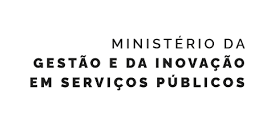 MINISTÉRIO DA
GESTÃO E DA INOVAÇÃO
EM SERVIÇOS PÚBLICOS